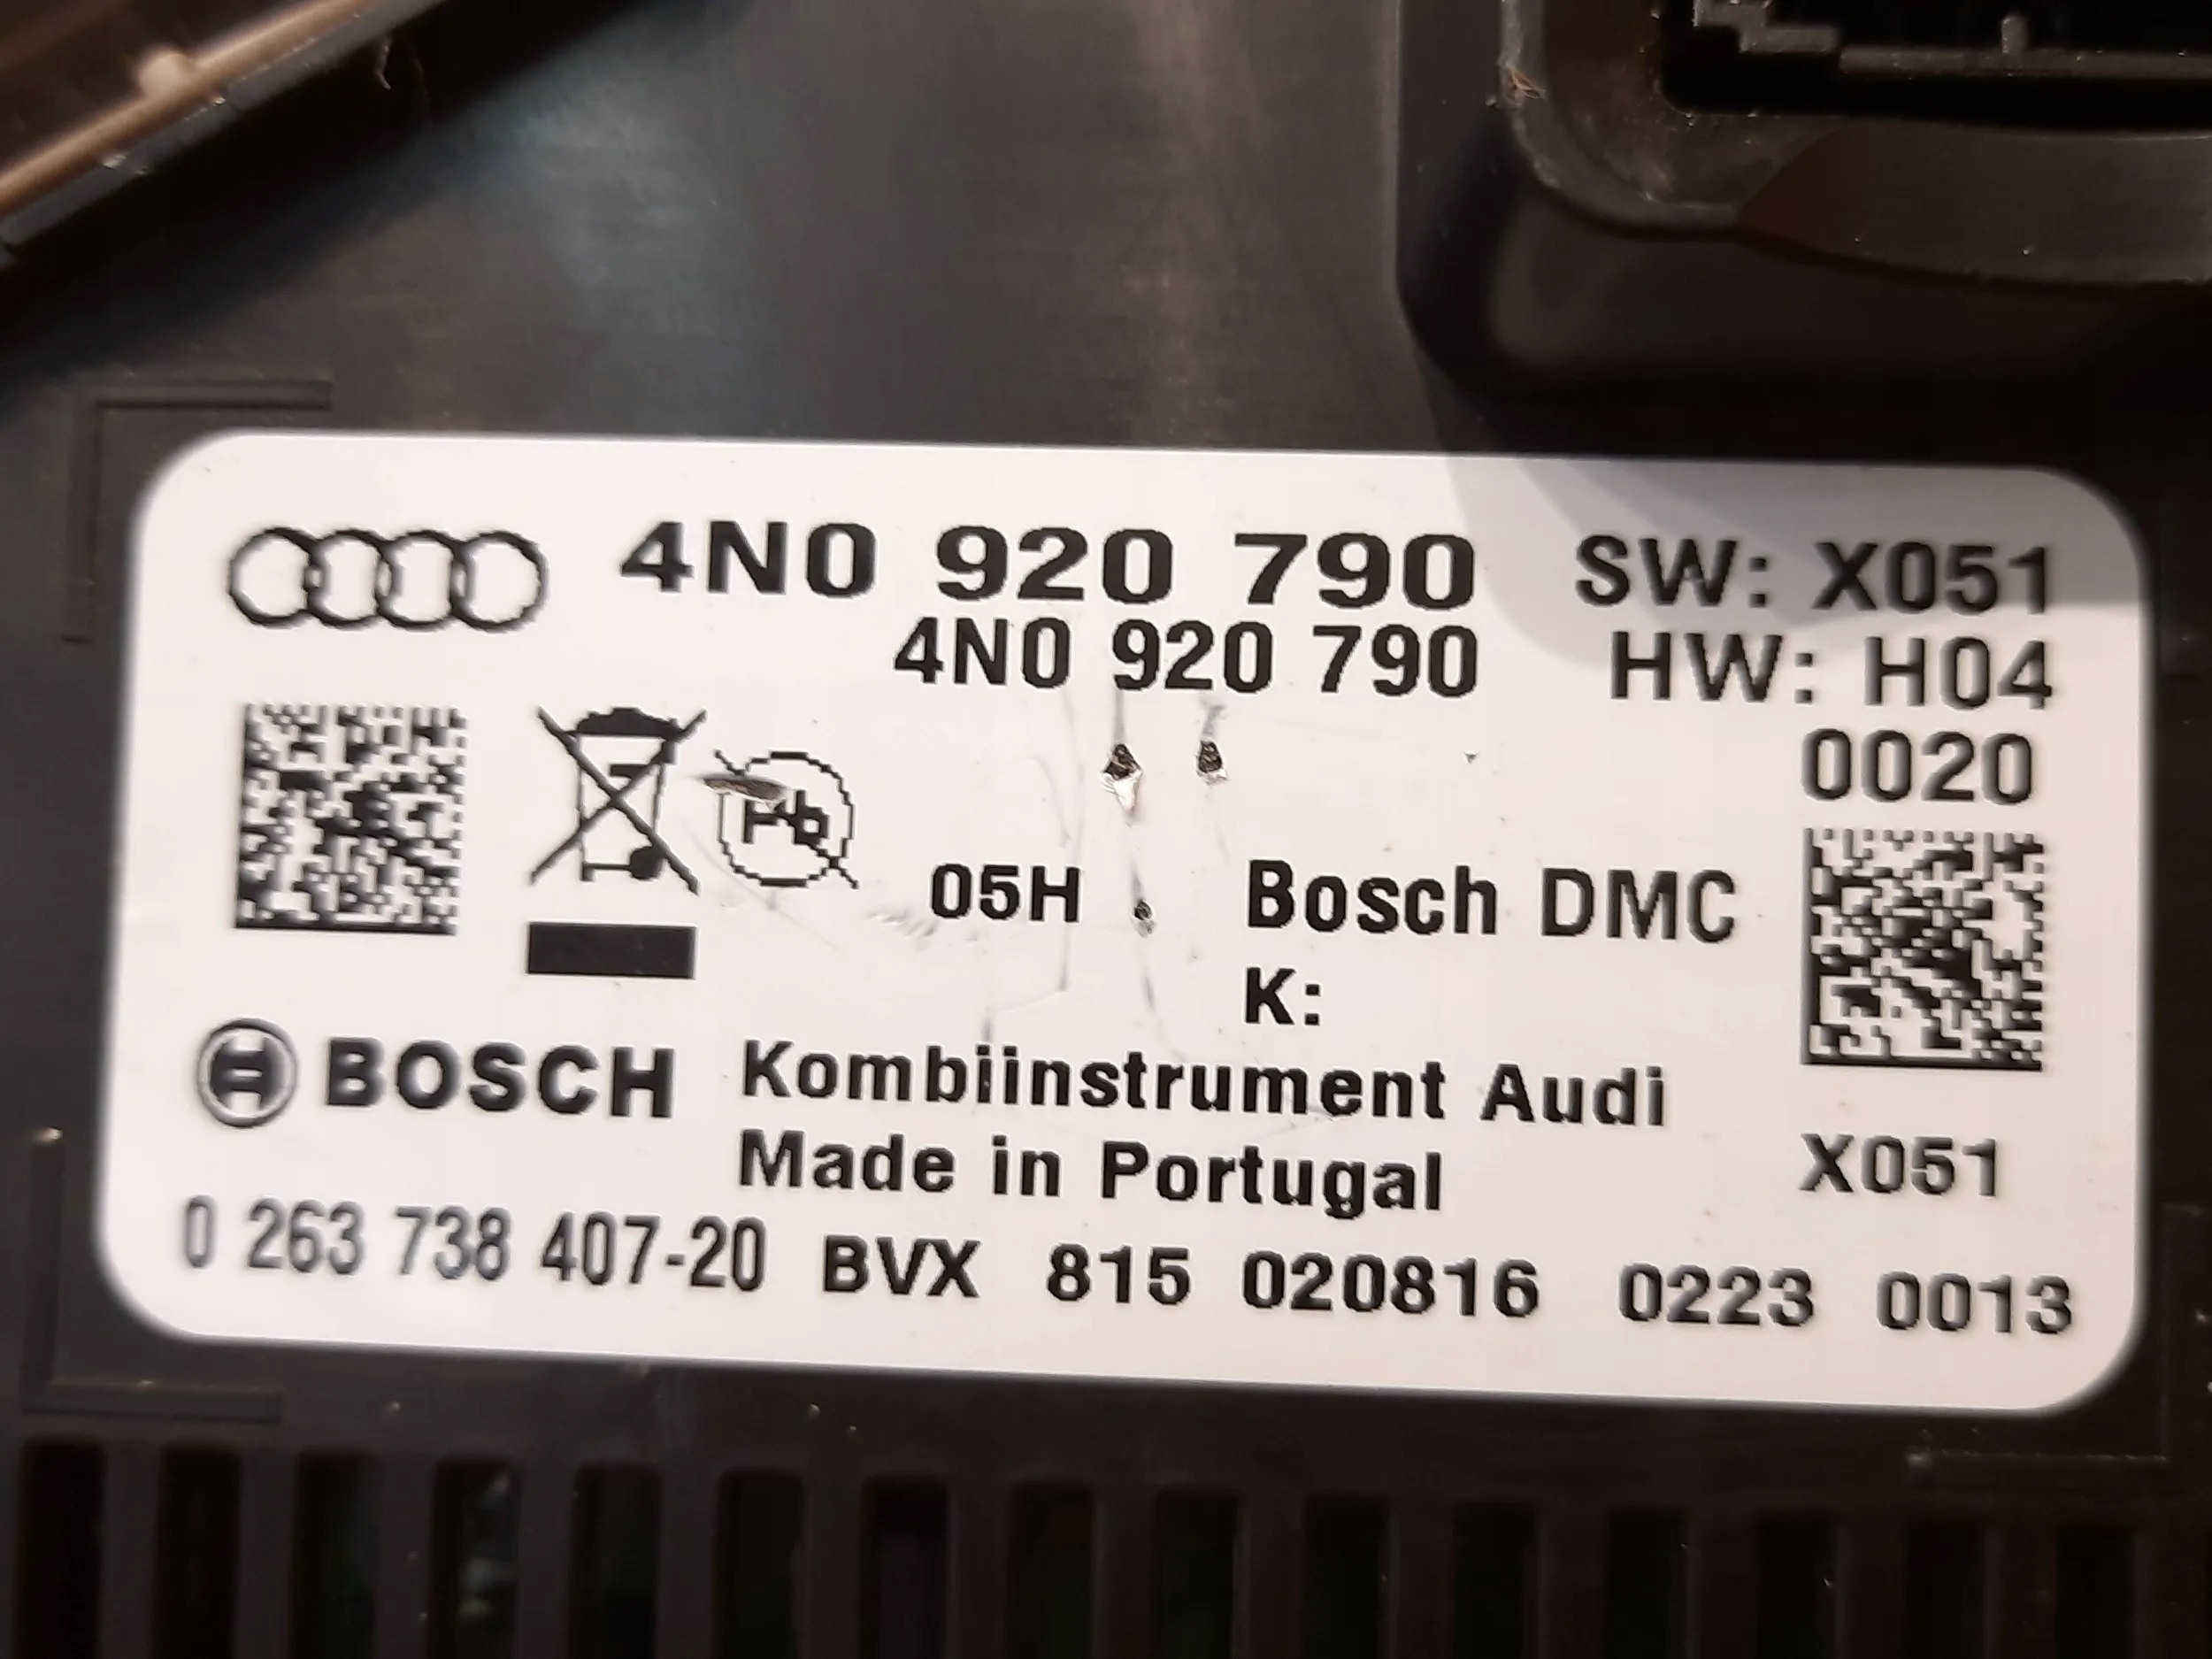 4N0 920 790 SW: X051
4N0 920 790 HW: H04
0020
Pb
05H Bosch DMC
K:
BOSCH Kombiinstrument Audi
Made in Portugal X051
0 263 738 407-20 BVX 815 020816 0223 0013